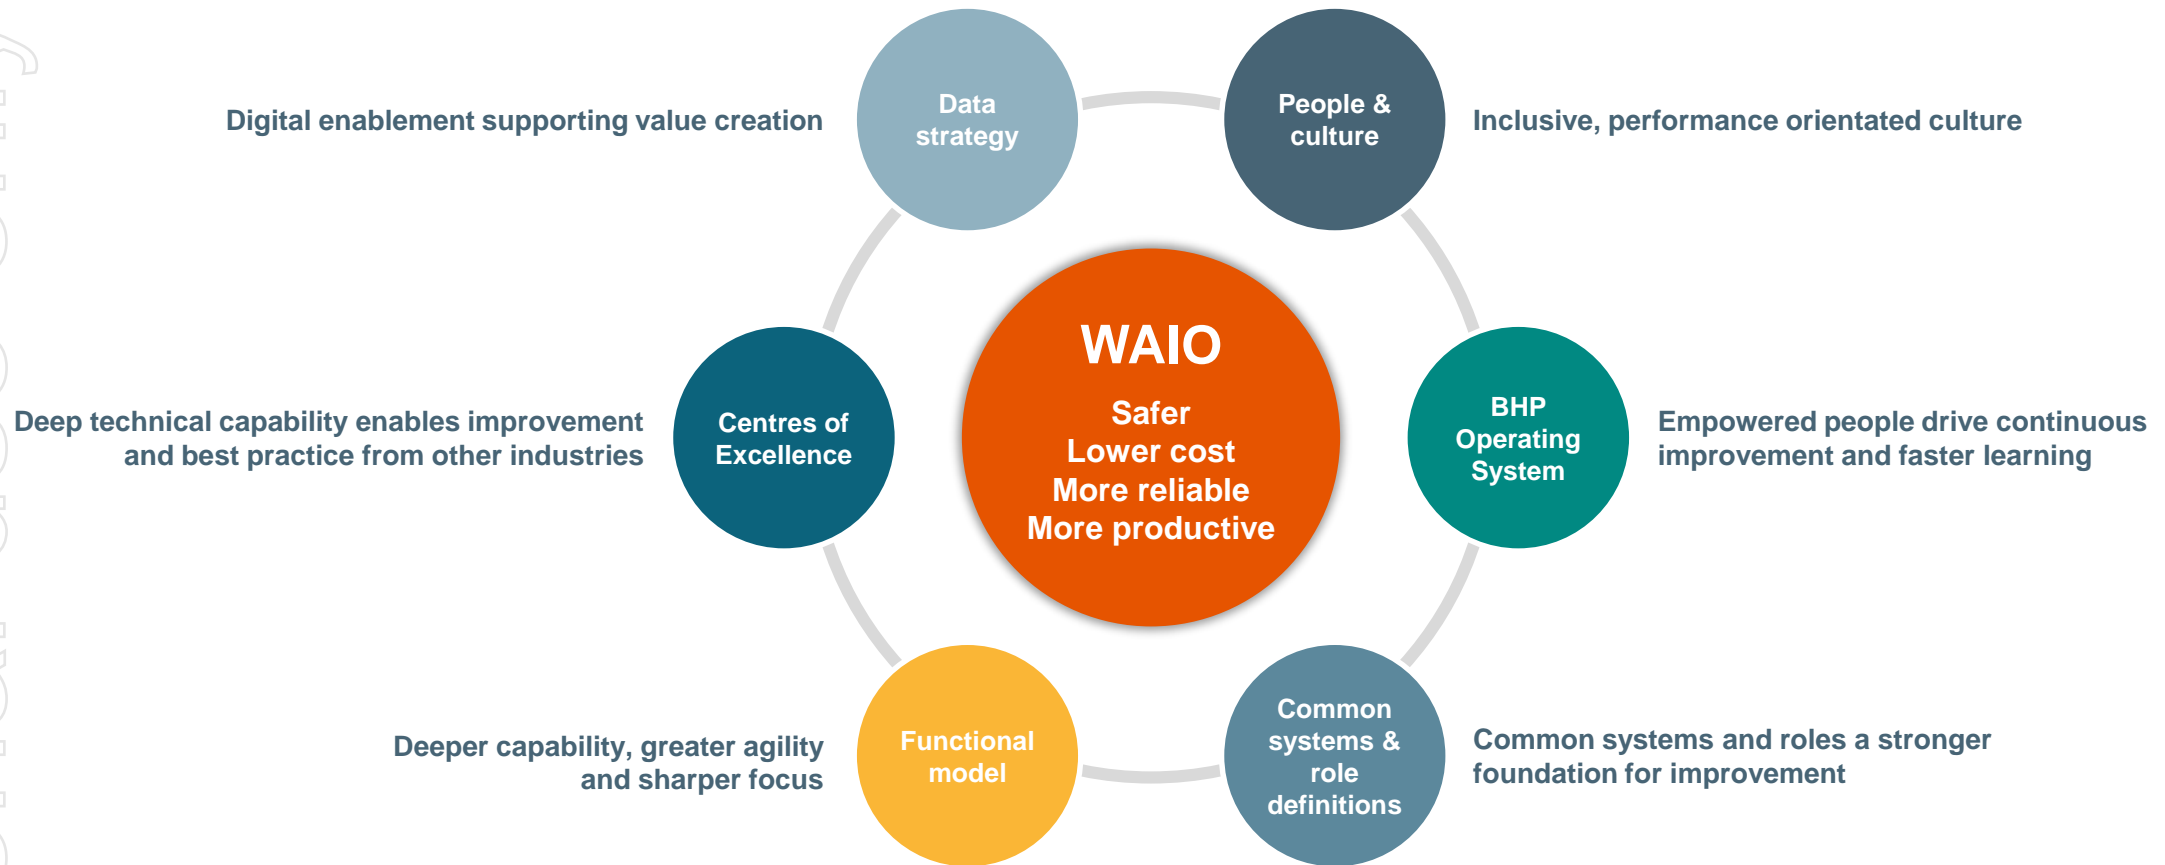 Data
strategy
Digital enablement supporting value creation
People &
culture
Inclusive, performance orientated culture
WAIO
Safer
Lower cost
More reliable
More productive
Centres of
Excellence
Deep technical capability enables improvement
and best practice from other industries
BHP
Operating
System
Empowered people drive continuous
improvement and faster learning
Functional
model
Deeper capability, greater agility
and sharper focus
Common
systems &
role
definitions
Common systems and roles a stronger
foundation for improvement